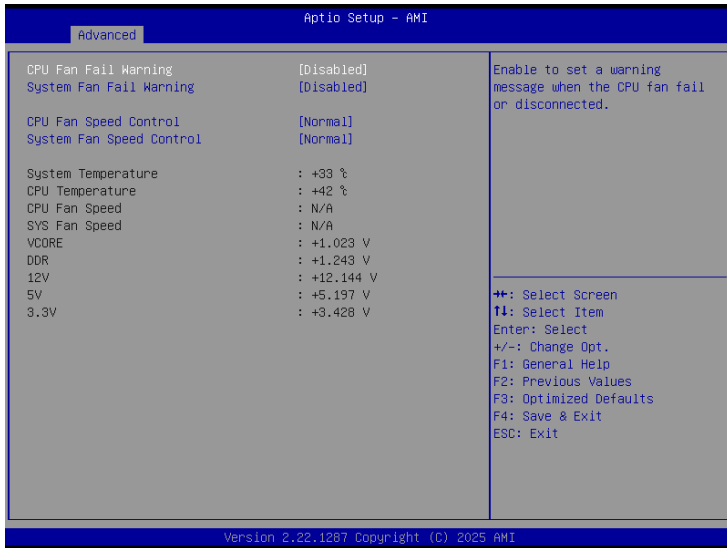 Aptio Setup - AMI
Advanced
CPU Fan Fail Warning [Disabled]
System Fan Fail Warning [Disabled]
CPU Fan Speed Control [Normal]
System Fan Speed Control [Normal]
System Temperature : +33 ℃
CPU Temperature : +42 ℃
CPU Fan Speed : N/A
SYS Fan Speed : N/A
VCORE : +1.023 V
DDR : +1.243 V
12V : +12.144 V
5V : +5.197 V
3.3V : +3.428 V
Enable to set a warning
message when the CPU fan fail
or disconnected.
→←: Select Screen
↑↓: Select Item
Enter: Select
+/-: Change Opt.
F1: General Help
F2: Previous Values
F3: Optimized Defaults
F4: Save & Exit
ESC: Exit
Version 2.22.1287 Copyright (C) 2025 AMI